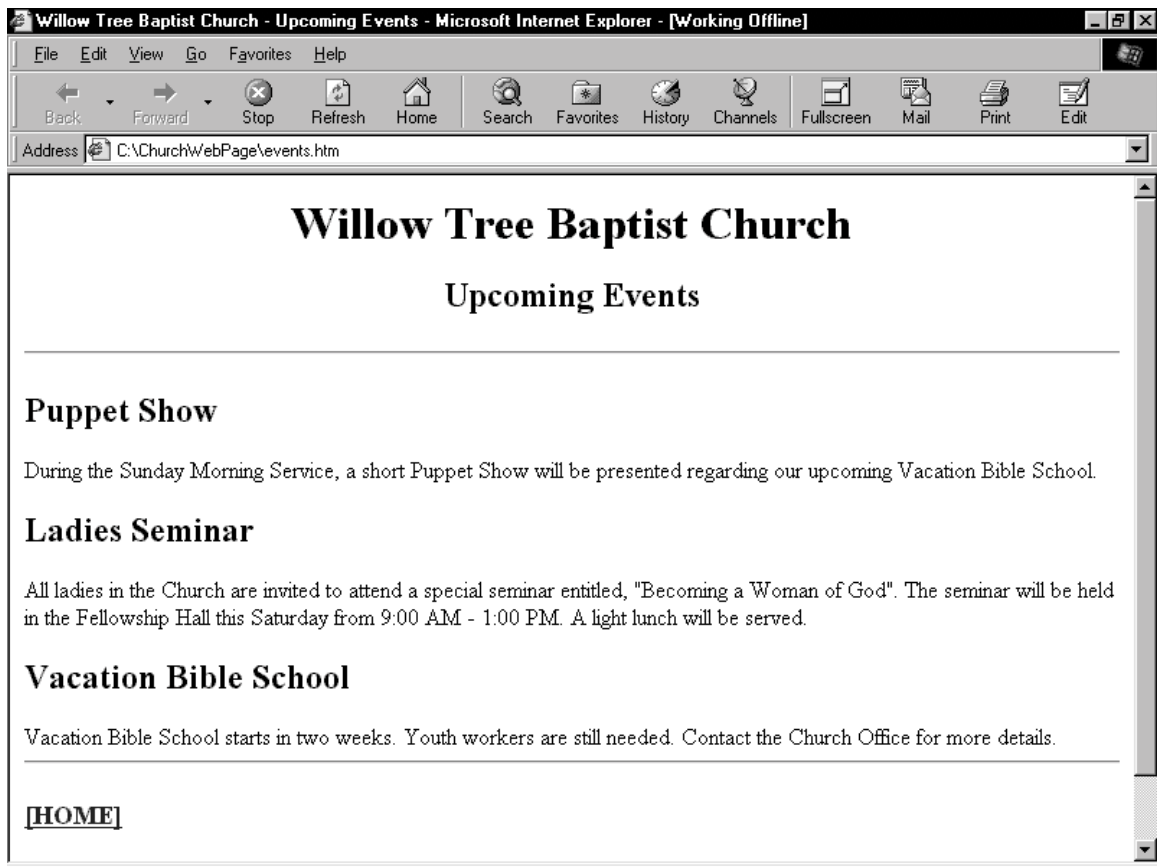 Willow Tree Baptist Church - Upcoming Events - Microsoft Internet Explorer - [Working Offline]
File Edit View Go Favorites Help
Back Forward Stop Refresh Home Search Favorites History Channels Fullscreen Mail Print Edit
Address C:\ChurchWebPage\events.htm
Willow Tree Baptist Church
Upcoming Events
Puppet Show
During the Sunday Morning Service, a short Puppet Show will be presented regarding our upcoming Vacation Bible School.
Ladies Seminar
All ladies in the Church are invited to attend a special seminar entitled, "Becoming a Woman of God". The seminar will be held
in the Fellowship Hall this Saturday from 9:00 AM - 1:00 PM. A light lunch will be served.
Vacation Bible School
Vacation Bible School starts in two weeks. Youth workers are still needed. Contact the Church Office for more details.
[HOME]